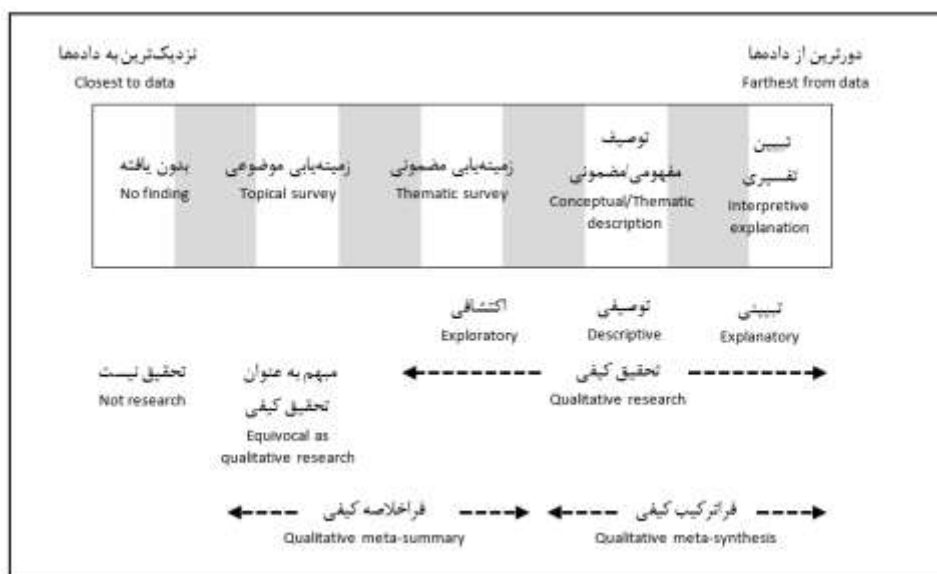 نزدیک‌ترین به داده‌ها
Closest to data
دورترین از داده‌ها
Farthest from data
بدون یافته
No finding
زمینه‌یابی موضوعی
Topical survey
زمینه‌یابی مضمونی
Thematic survey
توصیف
مفهومی/مضمونی
Conceptual/Thematic
description
تبیین
تفسیری
Interpretive
explanation
اکتشافی
Exploratory
توصیفی
Descriptive
تبیینی
Explanatory
تحقیق نیست
Not research
مبهم به عنوان
تحقیق کیفی
Equivocal as
qualitative research
تحقیق کیفی
Qualitative research
فراخلاصه کیفی
Qualitative meta-summary
فراترکیب کیفی
Qualitative meta-synthesis